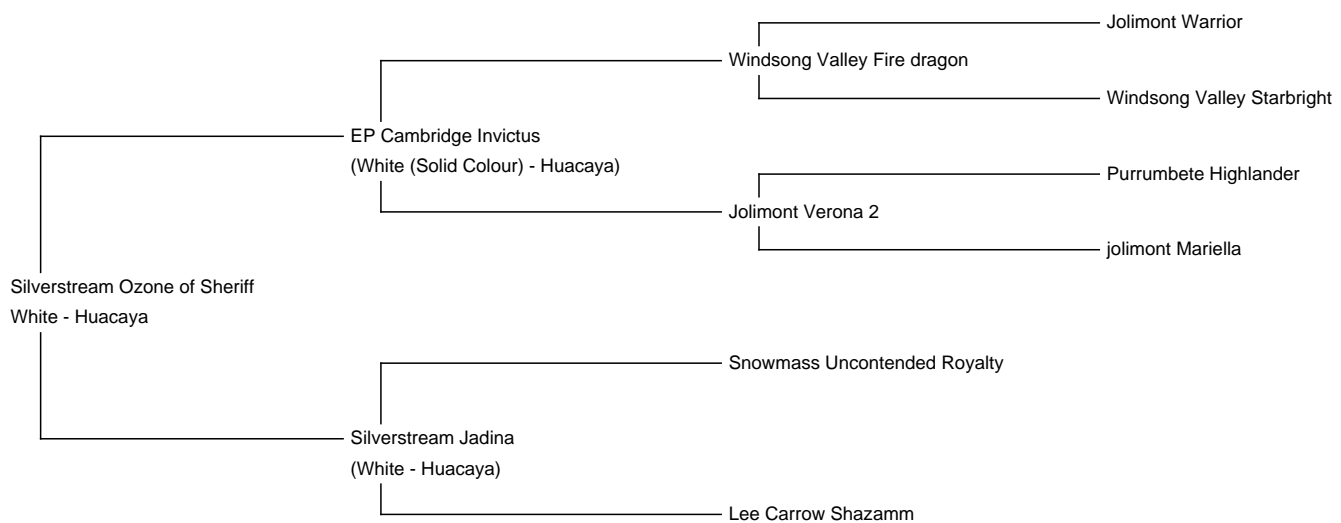 Jolimont Warrior
Windsong Valley Fire dragon
Windsong Valley Starbright
EP Cambridge Invictus
(White (Solid Colour) - Huacaya)
Purrumbete Highlander
Jolimont Verona 2
jolimont Mariella
Silverstream Ozone of Sheriff
White - Huacaya
Snowmass Uncontended Royalty
Silverstream Jadina
(White - Huacaya)
Lee Carrow Shazamm